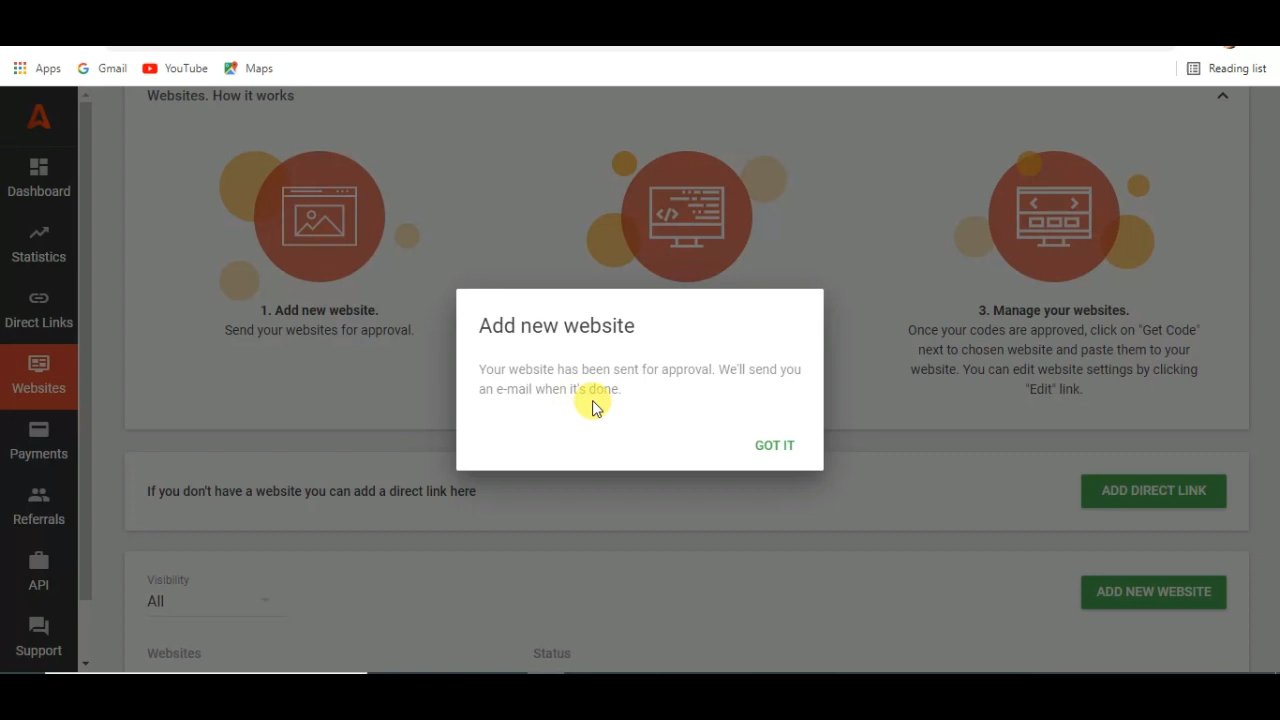 Apps Gmail YouTube Maps Reading list
Websites. How it works
Dashboard
Statistics
Direct Links
Websites
Payments
Referrals
API
Support
1. Add new website.
Send your websites for approval.
3. Manage your websites.
Once your codes are approved, click on "Get Code"
next to chosen website and paste them to your
website. You can edit website settings by clicking
"Edit" link.
Add new website
Your website has been sent for approval. We'll send you
an e-mail when it's done.
GOT IT
If you don't have a website you can add a direct link here
ADD DIRECT LINK
Visibility
All
ADD NEW WEBSITE
Websites Status